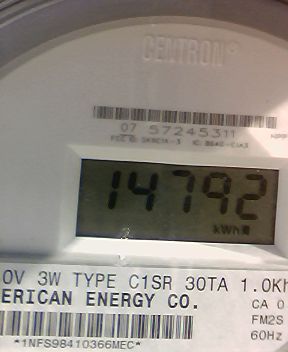 CENTRON®
07 57245311
14792
kWh
0V 3W TYPE C1SR 30TA 1.0Kh
ERICAN ENERGY CO.
CA 0
FM2S
60Hz
*1NFS98410366MEC*